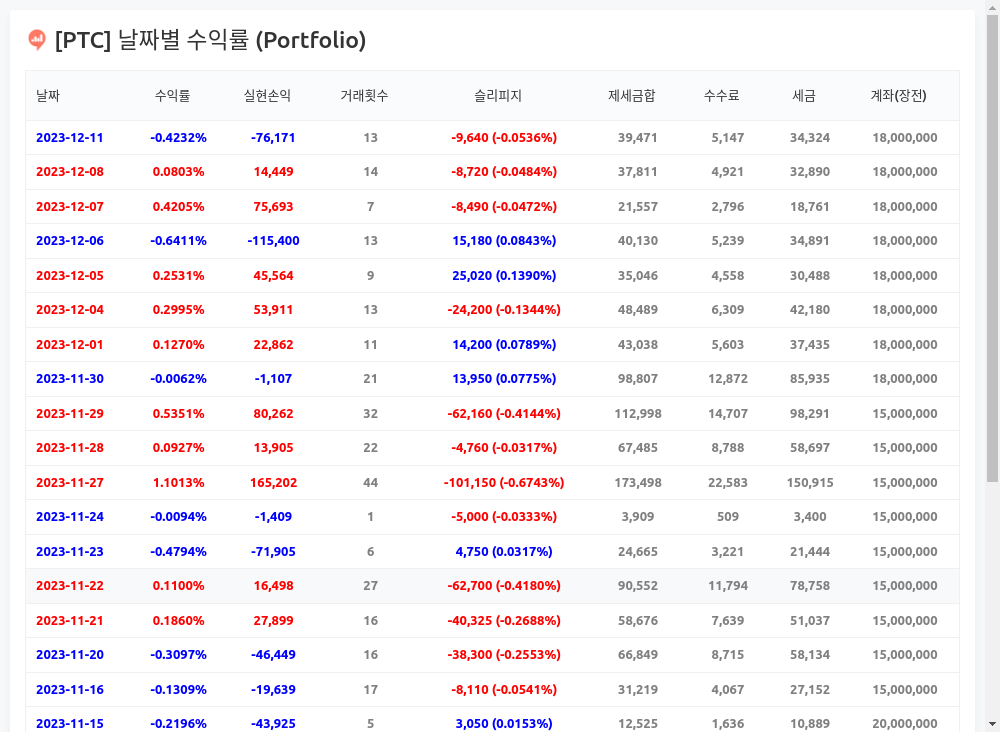 [PTC] 날짜별 수익률 (Portfolio)
날짜 수익률 실현손익 거래횟수 슬리피지 제세금합 수수료 세금 계좌(장전)
2023-12-11 -0.4232% -76,171 13 -9,640 (-0.0536%) 39,471 5,147 34,324 18,000,000
2023-12-08 0.0803% 14,449 14 -8,720 (-0.0484%) 37,811 4,921 32,890 18,000,000
2023-12-07 0.4205% 75,693 7 -8,490 (-0.0472%) 21,557 2,796 18,761 18,000,000
2023-12-06 -0.6411% -115,400 13 15,180 (0.0843%) 40,130 5,239 34,891 18,000,000
2023-12-05 0.2531% 45,564 9 25,020 (0.1390%) 35,046 4,558 30,488 18,000,000
2023-12-04 0.2995% 53,911 13 -24,200 (-0.1344%) 48,489 6,309 42,180 18,000,000
2023-12-01 0.1270% 22,862 11 14,200 (0.0789%) 43,038 5,603 37,435 18,000,000
2023-11-30 -0.0062% -1,107 21 13,950 (0.0775%) 98,807 12,872 85,935 18,000,000
2023-11-29 0.5351% 80,262 32 -62,160 (-0.4144%) 112,998 14,707 98,291 15,000,000
2023-11-28 0.0927% 13,905 22 -4,760 (-0.0317%) 67,485 8,788 58,697 15,000,000
2023-11-27 1.1013% 165,202 44 -101,150 (-0.6743%) 173,498 22,583 150,915 15,000,000
2023-11-24 -0.0094% -1,409 1 -5,000 (-0.0333%) 3,909 509 3,400 15,000,000
2023-11-23 -0.4794% -71,905 6 4,750 (0.0317%) 24,665 3,221 21,444 15,000,000
2023-11-22 0.1100% 16,498 27 -62,700 (-0.4180%) 90,552 11,794 78,758 15,000,000
2023-11-21 0.1860% 27,899 16 -40,325 (-0.2688%) 58,676 7,639 51,037 15,000,000
2023-11-20 -0.3097% -46,449 16 -38,300 (-0.2553%) 66,849 8,715 58,134 15,000,000
2023-11-16 -0.1309% -19,639 17 -8,110 (-0.0541%) 31,219 4,067 27,152 15,000,000
2023-11-15 -0.2196% -43,925 5 3,050 (0.0153%) 12,525 1,636 10,889 20,000,000